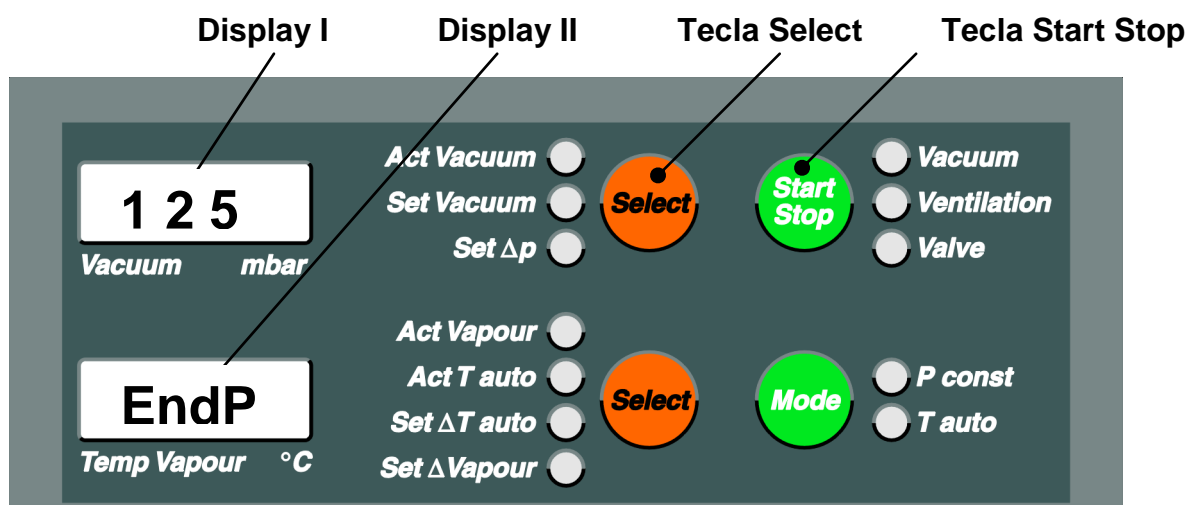 Display I Display II Tecla Select Tecla Start Stop
Act Vacuum
Vacuum
1 2 5
Set Vacuum
Select
Start
Stop
Ventilation
Set Δp
Valve
Vacuum mbar
Act Vapour
EndP
Act T auto
Select
Mode
P const
Set ΔT auto
T auto
Temp Vapour °C
Set ΔVapour